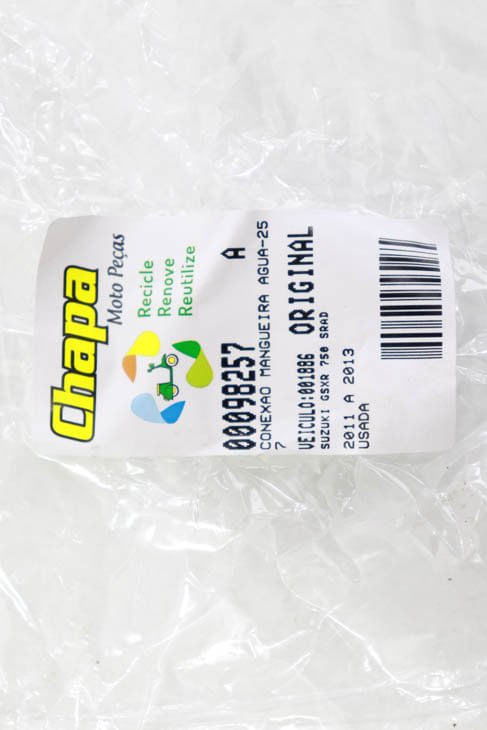 Chapa
Moto Peças
Recicle
Renove
Reutilize
00098257 A
CONEXAO MANGUEIRA AGUA-25
7
VEICULO:001886 ORIGINAL
SUZUKI GSXR 750 SRAD
2011 A 2013
USADA